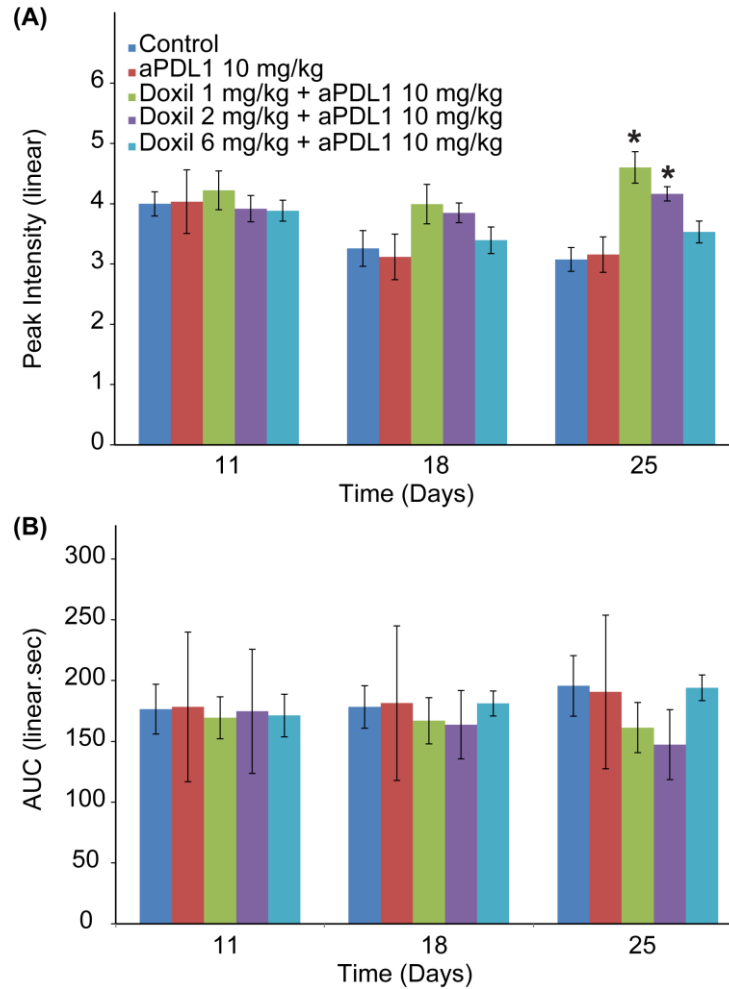 (A)
Control
aPDL1 10 mg/kg
Doxil 1 mg/kg + aPDL1 10 mg/kg
Doxil 2 mg/kg + aPDL1 10 mg/kg
Doxil 6 mg/kg + aPDL1 10 mg/kg
Peak Intensity (linear)
6
5
4
3
2
1
0
* *
11 18 25
Time (Days)
(B)
AUC (linear.sec)
300
250
200
150
100
50
0
11 18 25
Time (Days)